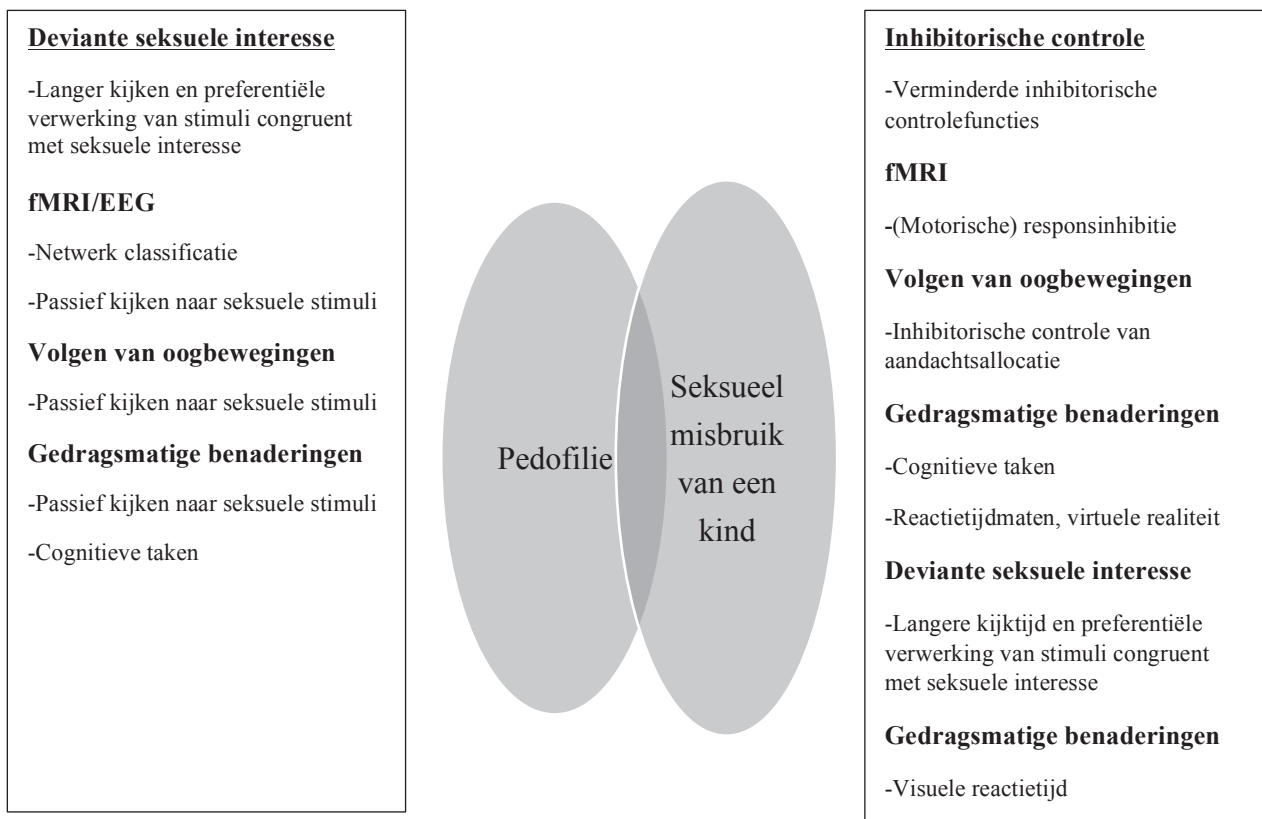 Deviante seksuele interesse
-Langer kijken en preferentiële
verwerking van stimuli congruent
met seksuele interesse
fMRI/EEG
-Netwerk classificatie
-Passief kijken naar seksuele stimuli
Volgen van oogbewegingen
-Passief kijken naar seksuele stimuli
Gedragsmatige benaderingen
-Passief kijken naar seksuele stimuli
-Cognitieve taken
Pedofilie
Seksueel
misbruik
van een
kind
Inhibitorische controle
-Verminderde inhibitorische
controlefuncties
fMRI
-(Motorische) responsinhibitie
Volgen van oogbewegingen
-Inhibitorische controle van
aandachtsallocatie
Gedragsmatige benaderingen
-Cognitieve taken
-Reactietijdmaten, virtuele realiteit
Deviante seksuele interesse
-Langere kijktijd en preferentiële
verwerking van stimuli congruent
met seksuele interesse
Gedragsmatige benaderingen
-Visuele reactietijd